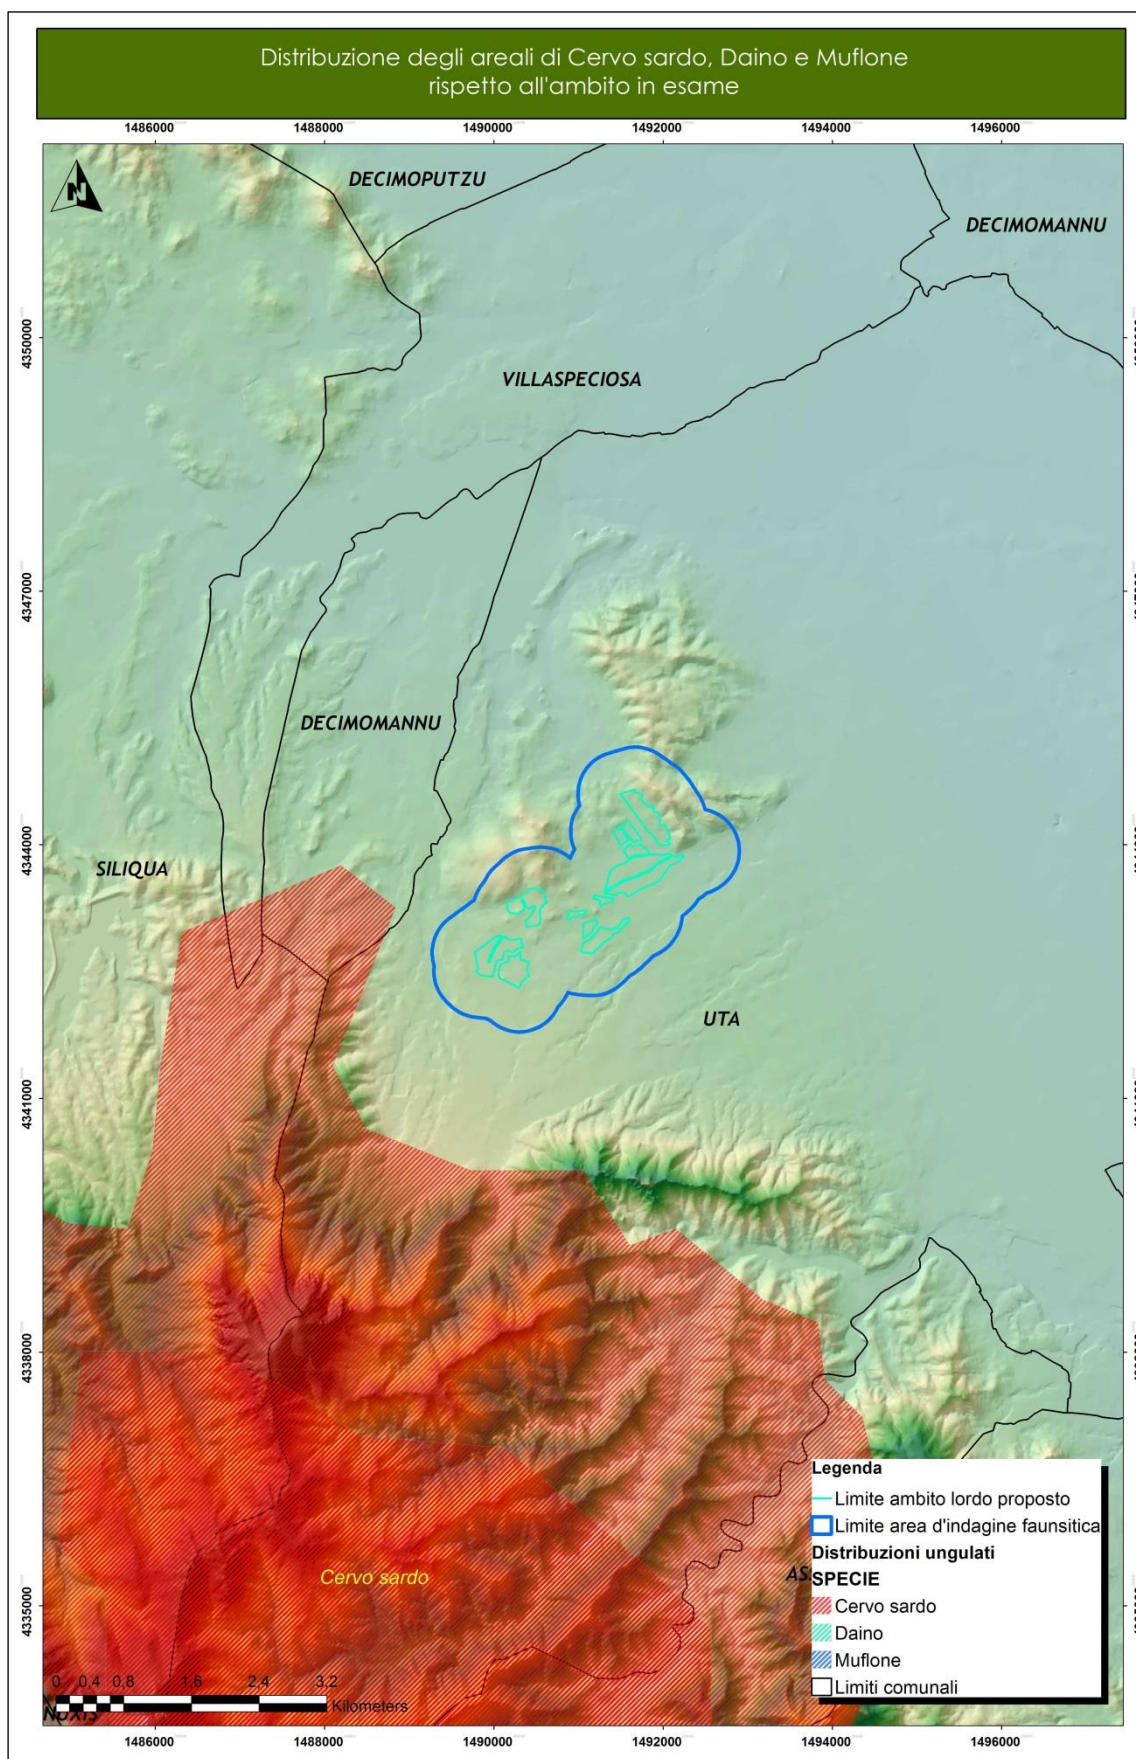 Distribuzione degli areali di Cervo sardo, Daino e Muflone
rispetto all'ambito in esame
1486000 1488000 1490000 1492000 1494000 1496000
N
DECIMOPUTZU
DECIMOMANNU
4350000
VILLASPECIOSA
4347000
DECIMOMANNU
4344000
SILIQUA
UTA
4341000
4338000
Legenda
Limite ambito lordo proposto
Limite area d'indagine faunsitica
Distribuzioni ungulati
SPECIE
Cervo sardo
Daino
Muflone
Limiti comunali
Cervo sardo
AS
4335000
0 0.4 0.8 1.6 2.4 3.2
Kilometers
NUXIS
1486000 1488000 1490000 1492000 1494000 1496000